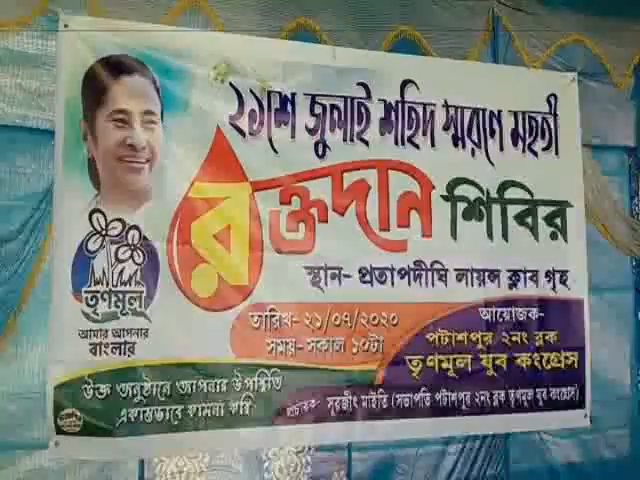 ২১শে জুলাই শহিদ স্মরণে মহতী
রক্তদান শিবির
স্থান- প্রতাপদীঘি লায়ন্স ক্লাব গৃহ
তৃণমূল
আমার আপনার
বাংলার
তারিখ- ২১/০৭/২০২০
সময়- সকাল ১০টা
আয়োজক-
পটাশপুর ২নং ব্লক
তৃণমূল যুব কংগ্রেস
উক্ত অনুষ্ঠানে আপনার উপস্থিতি
একান্তভাবে কামনা করি
প্রচারক- সুরজীৎ মাইতি (সভাপতি পটাশপুর ২নং ব্লক তৃণমূল যুব কংগ্রেস)